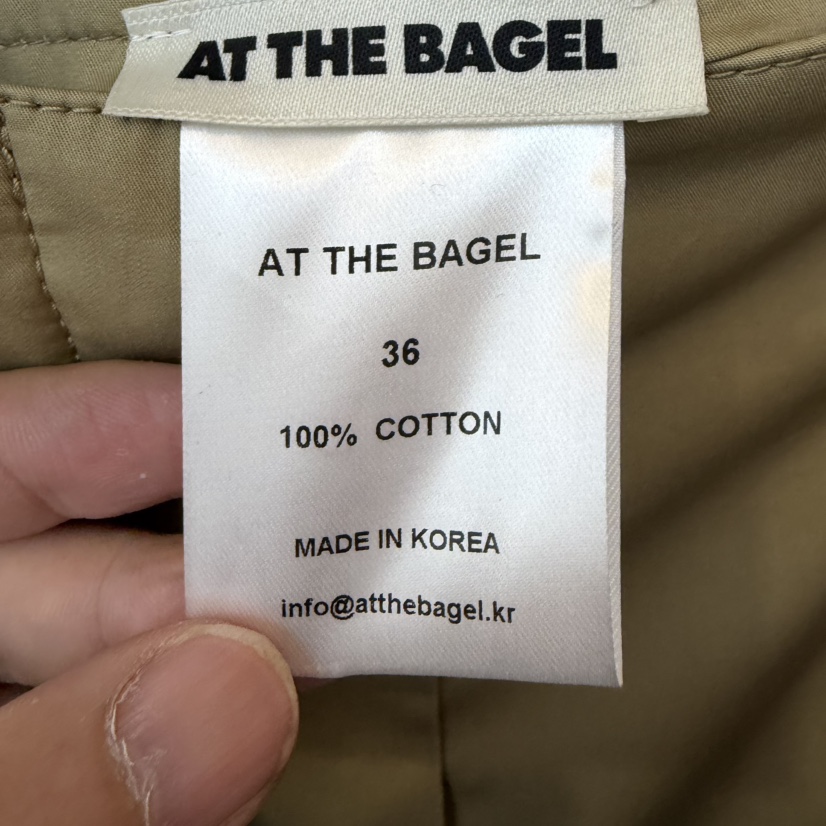 AT THE BAGEL
AT THE BAGEL
36
100% COTTON
MADE IN KOREA
info@atthebagel.kr